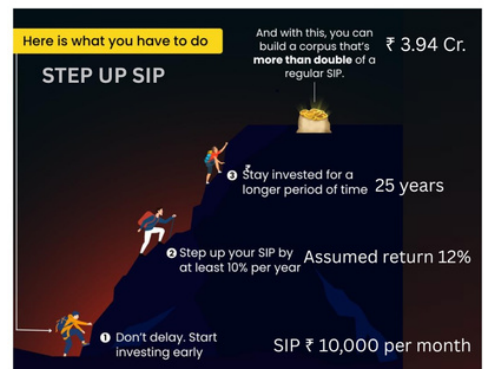 Here is what you have to do
STEP UP SIP
And with this, you can
build a corpus that's
more than double of a
regular SIP.
₹ 3.94 Cr.
₹
3 Stay invested for a
longer period of time
25 years
2 Step up your SIP by
at least 10% per year
Assumed return 12%
1 Don't delay. Start
investing early
SIP ₹ 10,000 per month